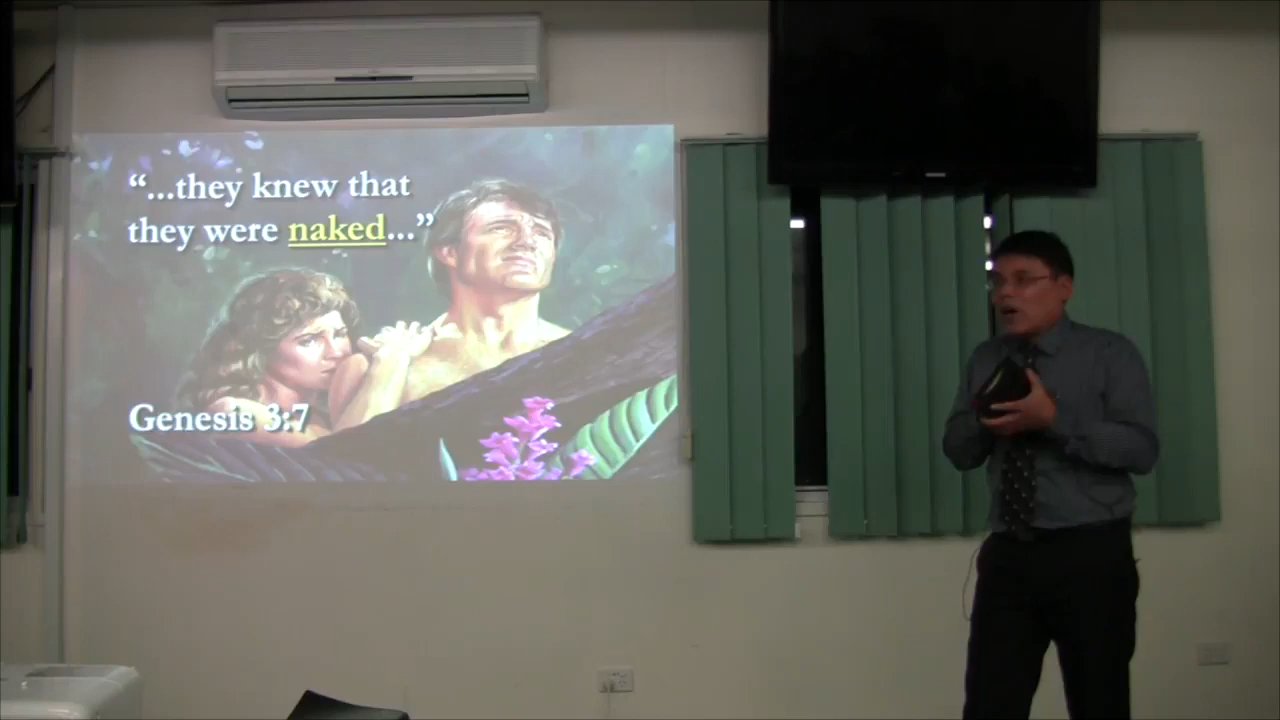 “...they knew that
they were naked...”
Genesis 3:7